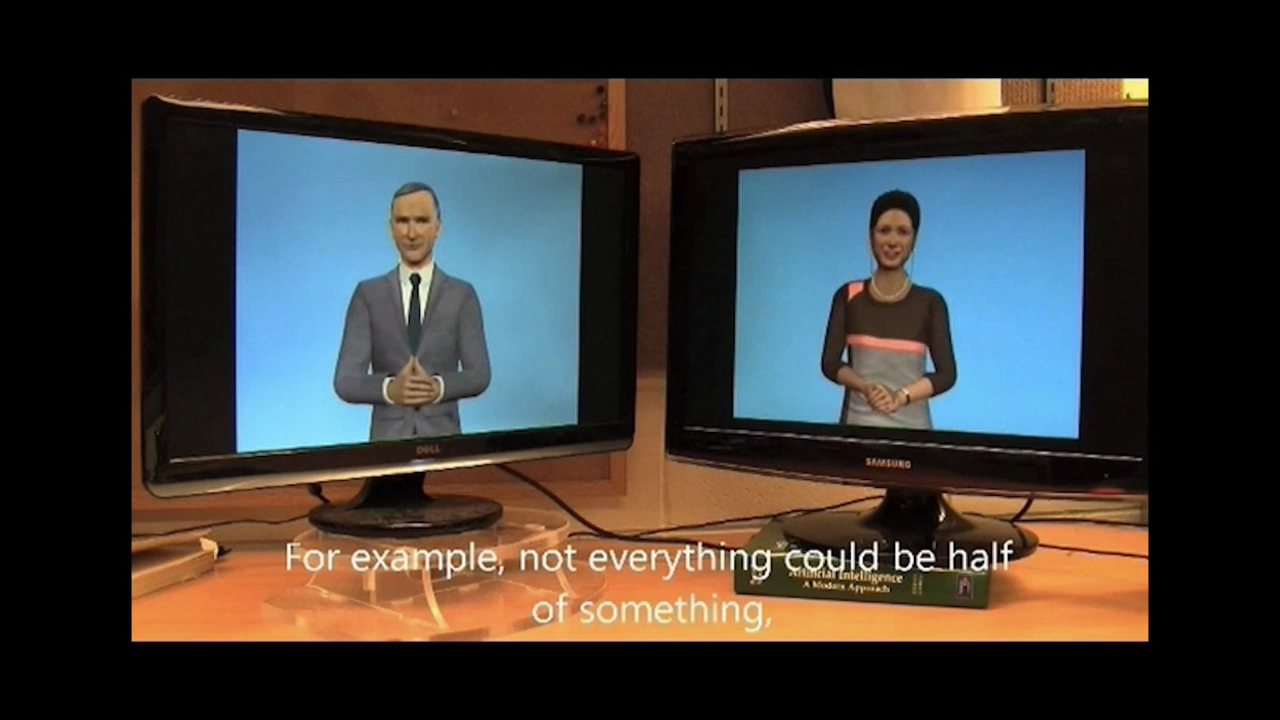 DELL
SAMSUNG
For example, not everything could be half
of something,
Artificial Intelligence
A Modern Approach